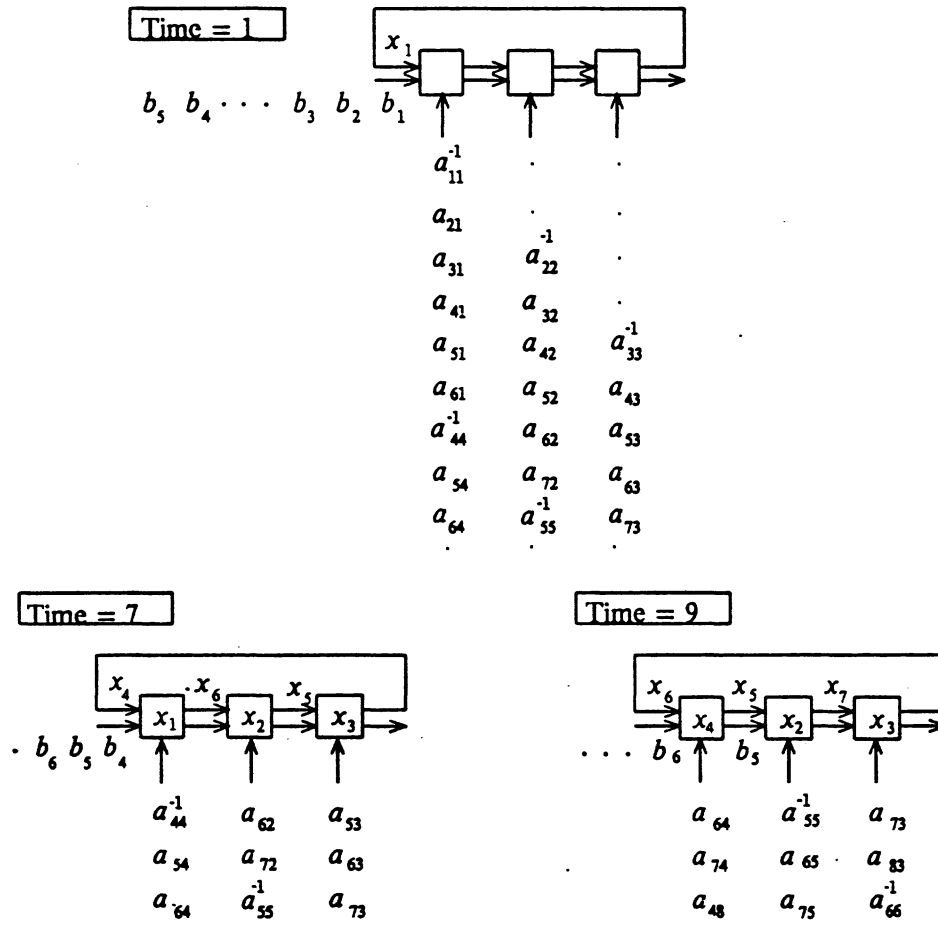 Time = 1
x₁
b₅ b₄ · · · b₃ b₂ b₁
a₁₁⁻¹ · ·
a₂₁ · ·
a₃₁ a₂₂⁻¹ ·
a₄₁ a₃₂ ·
a₅₁ a₄₂ a₃₃⁻¹
a₆₁ a₅₂ a₄₃
a₄₄⁻¹ a₆₂ a₅₃
a₅₄ a₇₂ a₆₃
a₆₄ a₅₅⁻¹ a₇₃
· · ·
Time = 7
x₄ x₆ x₅
x₁ x₂ x₃
· b₆ b₅ b₄
a₄₄⁻¹ a₆₂ a₅₃
a₅₄ a₇₂ a₆₃
a₆₄ a₅₅⁻¹ a₇₃
Time = 9
x₆ x₅ x₇
x₄ x₂ x₃
· · · b₆ b₅
a₆₄ a₅₅⁻¹ a₇₃
a₇₄ a₆₅ a₈₃
a₄₈ a₇₅ a₆₆⁻¹